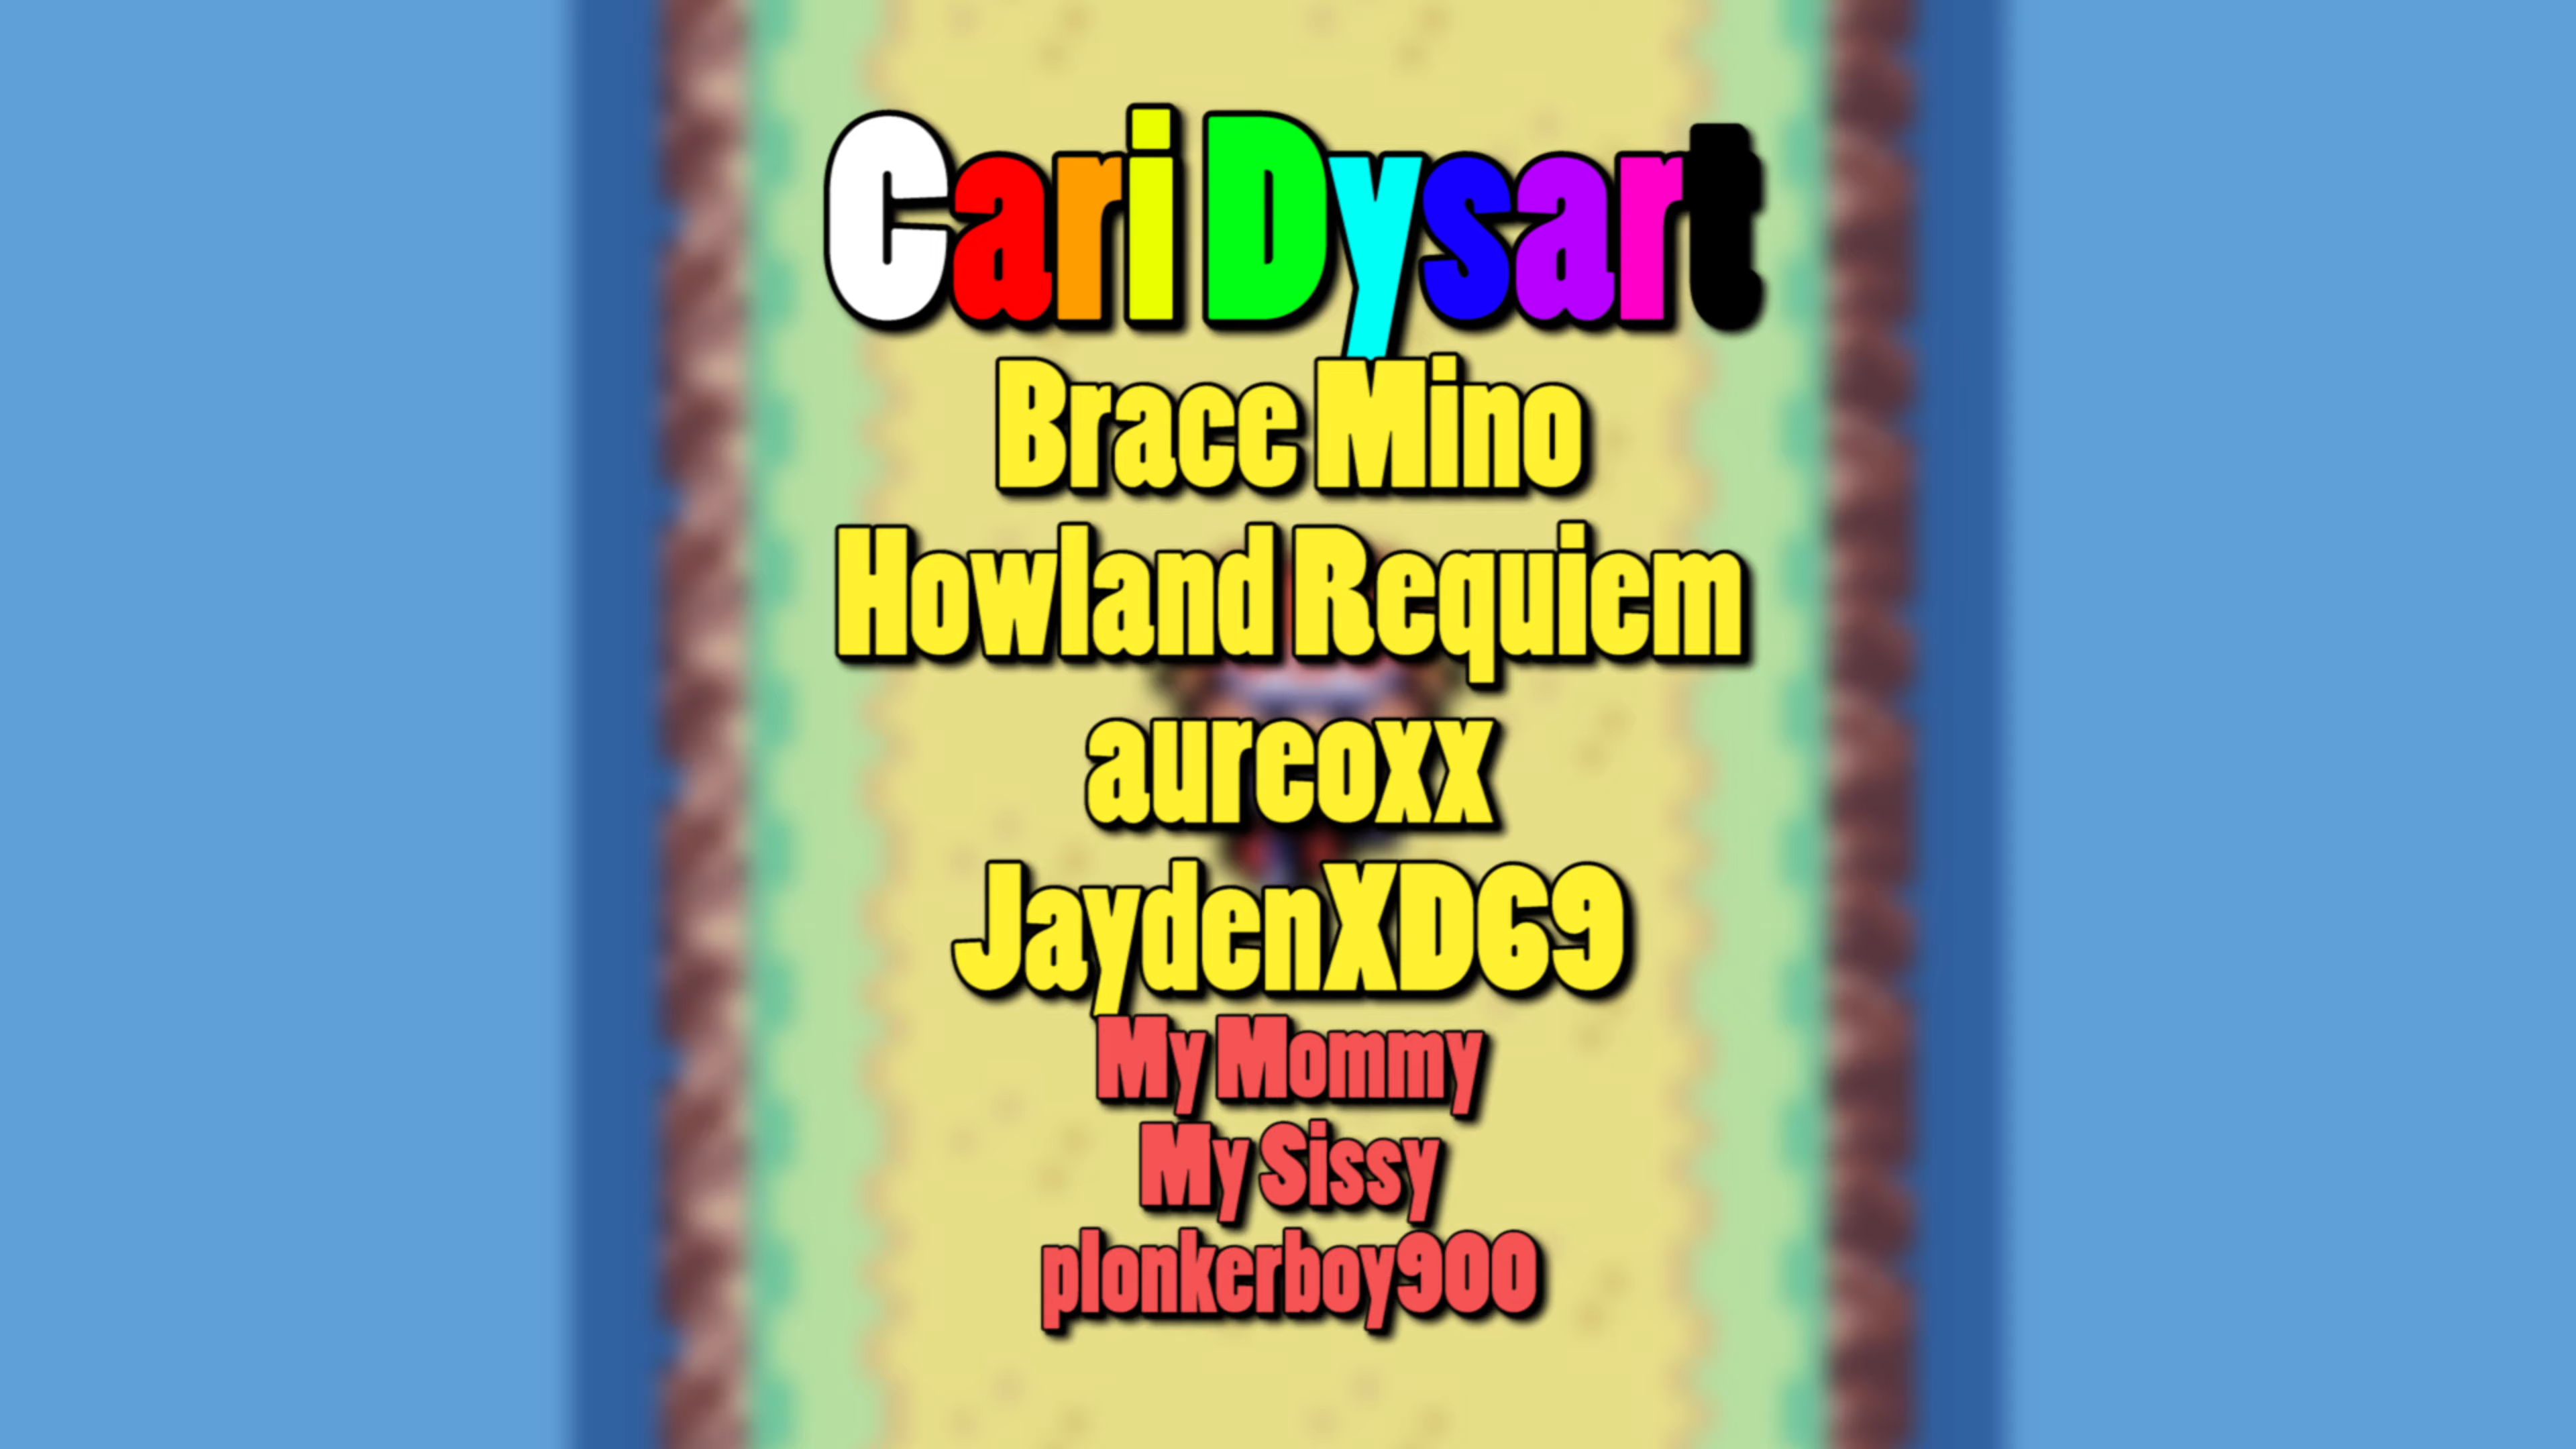 Cari Dysart
Brace Mino
Howland Requiem
aureoxx
JaydenXD69
My Mommy
My Sissy
plonkerboy900